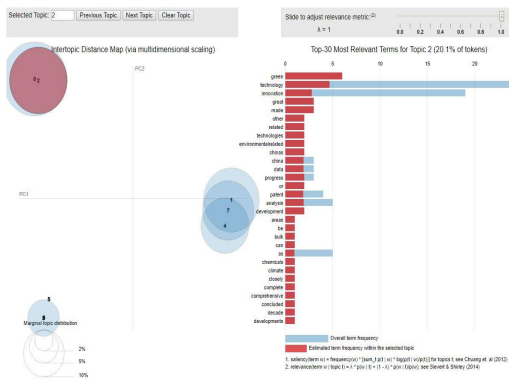 Selected Topic: 2 Previous Topic Next Topic Clear Topic
Slide to adjust relevance metric:(2)
λ = 1
0.0 0.2 0.4 0.6 0.8 1.0
Intertopic Distance Map (via multidimensional scaling)
PC2
PC1
1
7
4
5
Marginal topic distribution
2%
5%
10%
Top-30 Most Relevant Terms for Topic 2 (20.1% of tokens)
0 5 10 15 20
green
technology
innovation
great
made
other
related
technologies
environmentalrelated
chinas
china
data
progress
or
patent
analysis
development
areas
be
bulk
can
as
chemicals
climate
closely
complete
comprehensive
concluded
decade
developments
Overall term frequency
Estimated term frequency within the selected topic
1. saliency(term w) = frequency(w) * [sum_t p(t | w) * log(p(t | w)/p(t))] for topics t; see Chuang et. al (2012)
2. relevance(term w | topic t) = λ * p(w | t) + (1 - λ) * p(w | t)/p(w); see Sievert & Shirley (2014)